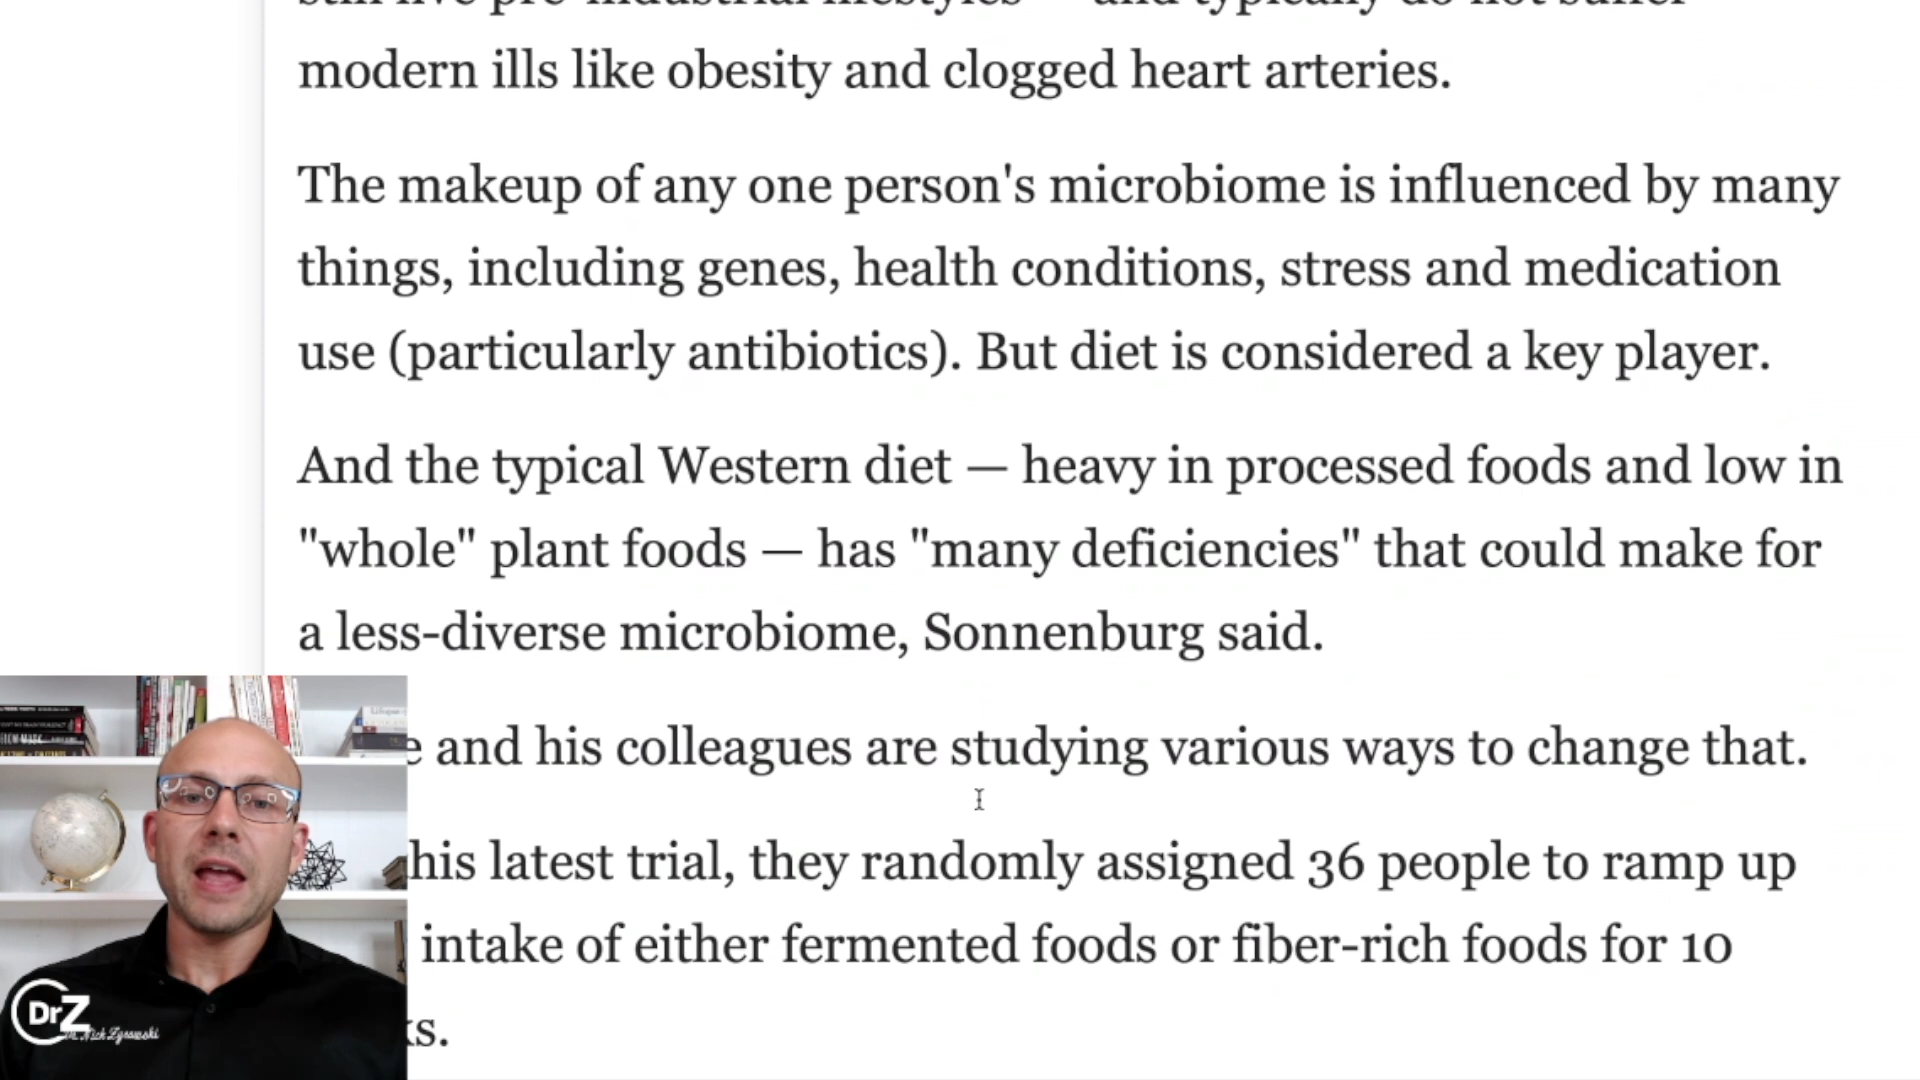 modern ills like obesity and clogged heart arteries.
The makeup of any one person's microbiome is influenced by many
things, including genes, health conditions, stress and medication
use (particularly antibiotics). But diet is considered a key player.
And the typical Western diet — heavy in processed foods and low in
"whole" plant foods — has "many deficiencies" that could make for
a less-diverse microbiome, Sonnenburg said.
e and his colleagues are studying various ways to change that.
his latest trial, they randomly assigned 36 people to ramp up
intake of either fermented foods or fiber-rich foods for 10
ks.
DrZ